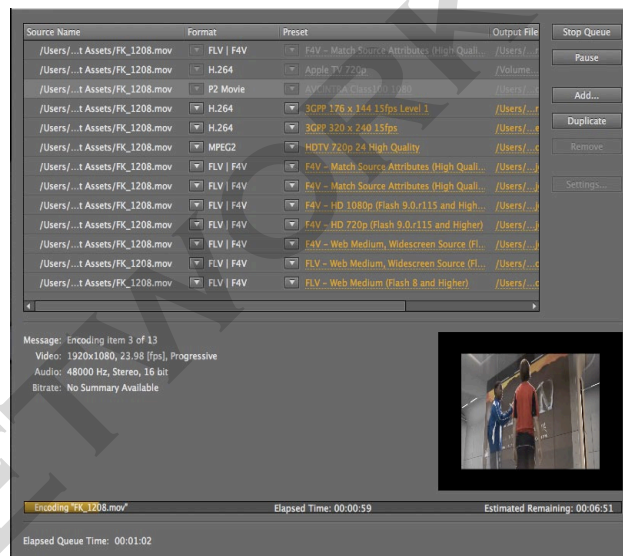 Source Name Format Preset Output File Stop Queue
/Users/...t Assets/FK_1208.mov FLV | F4V F4V – Match Source Attributes (High Quali... /Users/...
Pause
/Users/...t Assets/FK_1208.mov H.264 Apple TV 720p /Volume...
/Users/...t Assets/FK_1208.mov P2 Movie AVCINTRA Class100 1080 /Users/...
Add...
/Users/...t Assets/FK_1208.mov H.264 3GPP 176 x 144 15fps Level 1 /Users/...
/Users/...t Assets/FK_1208.mov H.264 3GPP 320 x 240 15fps /Users/...
Duplicate
/Users/...t Assets/FK_1208.mov MPEG2 HDTV 720p 24 High Quality /Users/...
Remove
/Users/...t Assets/FK_1208.mov FLV | F4V F4V – Match Source Attributes (High Quali... /Users/...
/Users/...t Assets/FK_1208.mov FLV | F4V F4V – Match Source Attributes (High Quali... /Users/...
Settings...
/Users/...t Assets/FK_1208.mov FLV | F4V F4V – HD 1080p (Flash 9.0.r115 and High... /Users/...
/Users/...t Assets/FK_1208.mov FLV | F4V F4V – HD 720p (Flash 9.0.r115 and Higher) /Users/...
/Users/...t Assets/FK_1208.mov FLV | F4V F4V – Web Medium, Widescreen Source (Fl... /Users/...
/Users/...t Assets/FK_1208.mov FLV | F4V FLV – Web Medium, Widescreen Source (Fl... /Users/...
/Users/...t Assets/FK_1208.mov FLV | F4V FLV – Web Medium (Flash 8 and Higher) /Users/...
Message: Encoding item 3 of 13
Video: 1920x1080, 23.98 [fps], Progressive
Audio: 48000 Hz, Stereo, 16 bit
Bitrate: No Summary Available
Encoding "FK_1208.mov" Elapsed Time: 00:00:59 Estimated Remaining: 00:06:51
Elapsed Queue Time: 00:01:02